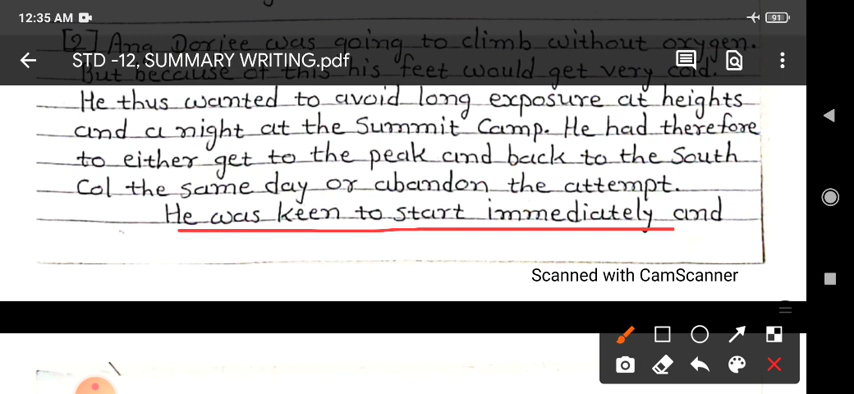 12:35 AM
91
[2] Ang Dorjee was going to climb without oxygen.
STD -12, SUMMARY WRITING.pdf
But because of this his feet would get very cold.
He thus wanted to avoid long exposure at heights
and a night at the Summit Camp. He had therefore
to either get to the peak and back to the South
Col the same day or abandon the attempt.
He was keen to start immediately and
Scanned with CamScanner